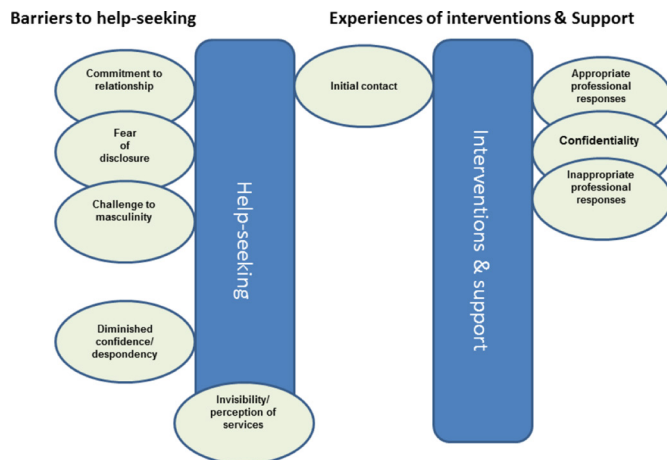 Barriers to help-seeking
Experiences of interventions & Support
Commitment to
relationship
Fear
of
disclosure
Challenge to
masculinity
Diminished
confidence/
despondency
Invisibility/
perception of
services
Help-seeking
Initial contact
Interventions & support
Appropriate
professional
responses
Confidentiality
Inappropriate
professional
responses